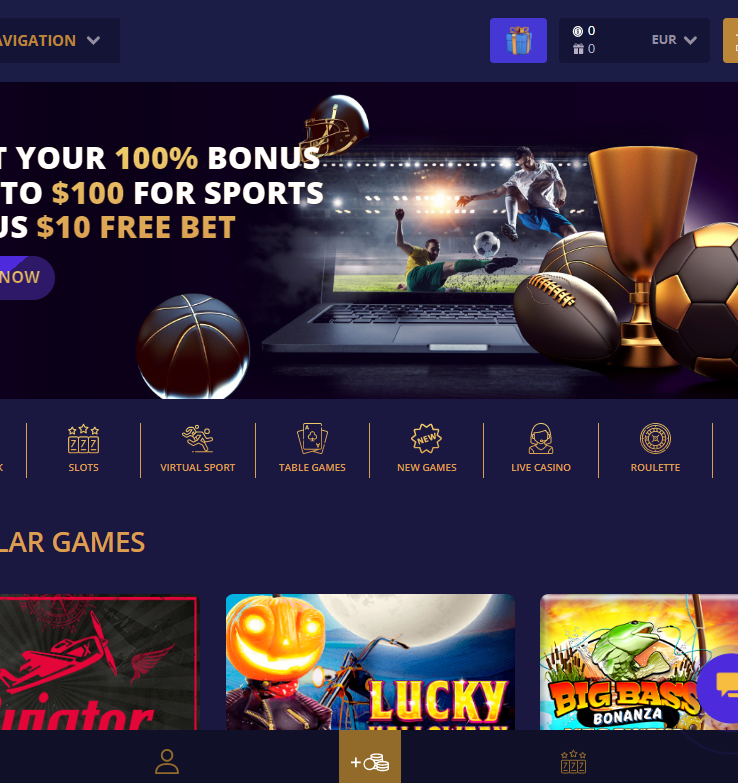 AVIGATION
0
0
EUR
T YOUR 100% BONUS
TO $100 FOR SPORTS
US $10 FREE BET
NOW
K
SLOTS
VIRTUAL SPORT
TABLE GAMES
NEW
NEW GAMES
LIVE CASINO
ROULETTE
LAR GAMES
viator
LUCKY
HALLOWEEN
BIG BASS
BONANZA
+